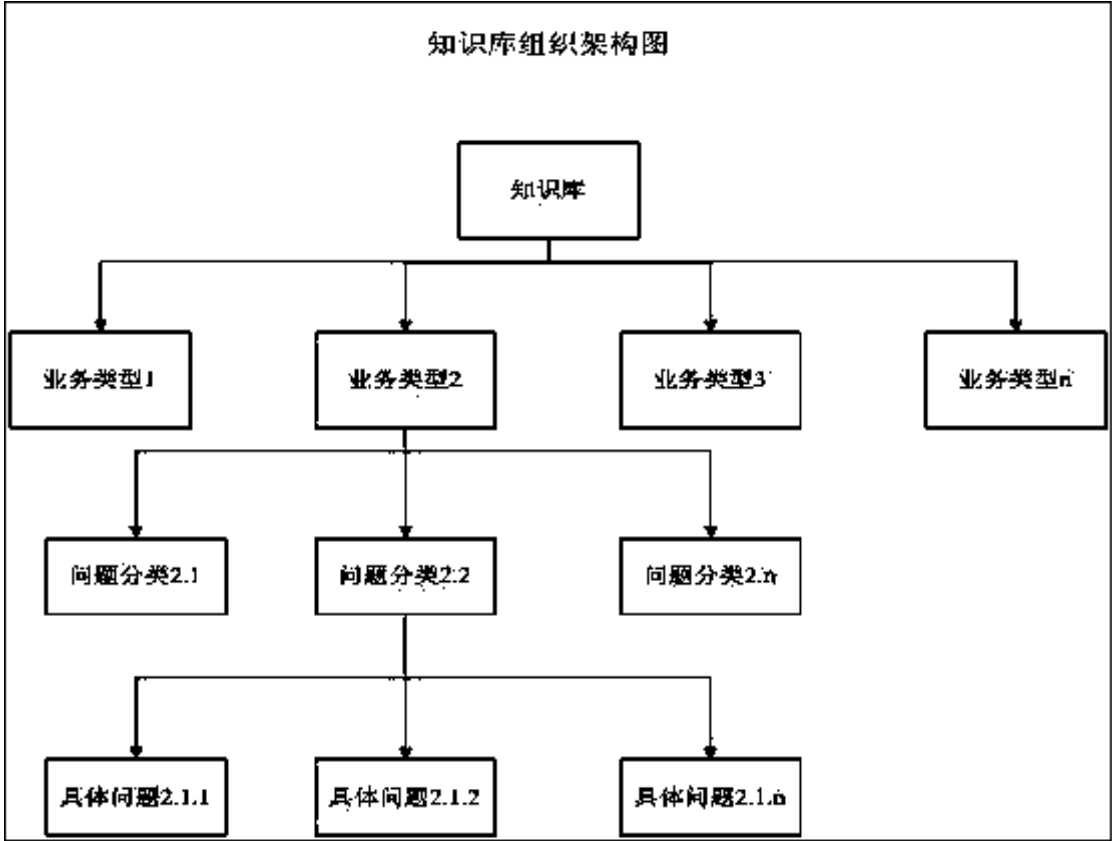 知识库组织架构图
知识库
业务类型1
业务类型2
业务类型3
业务类型n
问题分类2.1
问题分类2.2
问题分类2.n
具体问题2.1.1
具体问题2.1.2
具体问题2.1.n